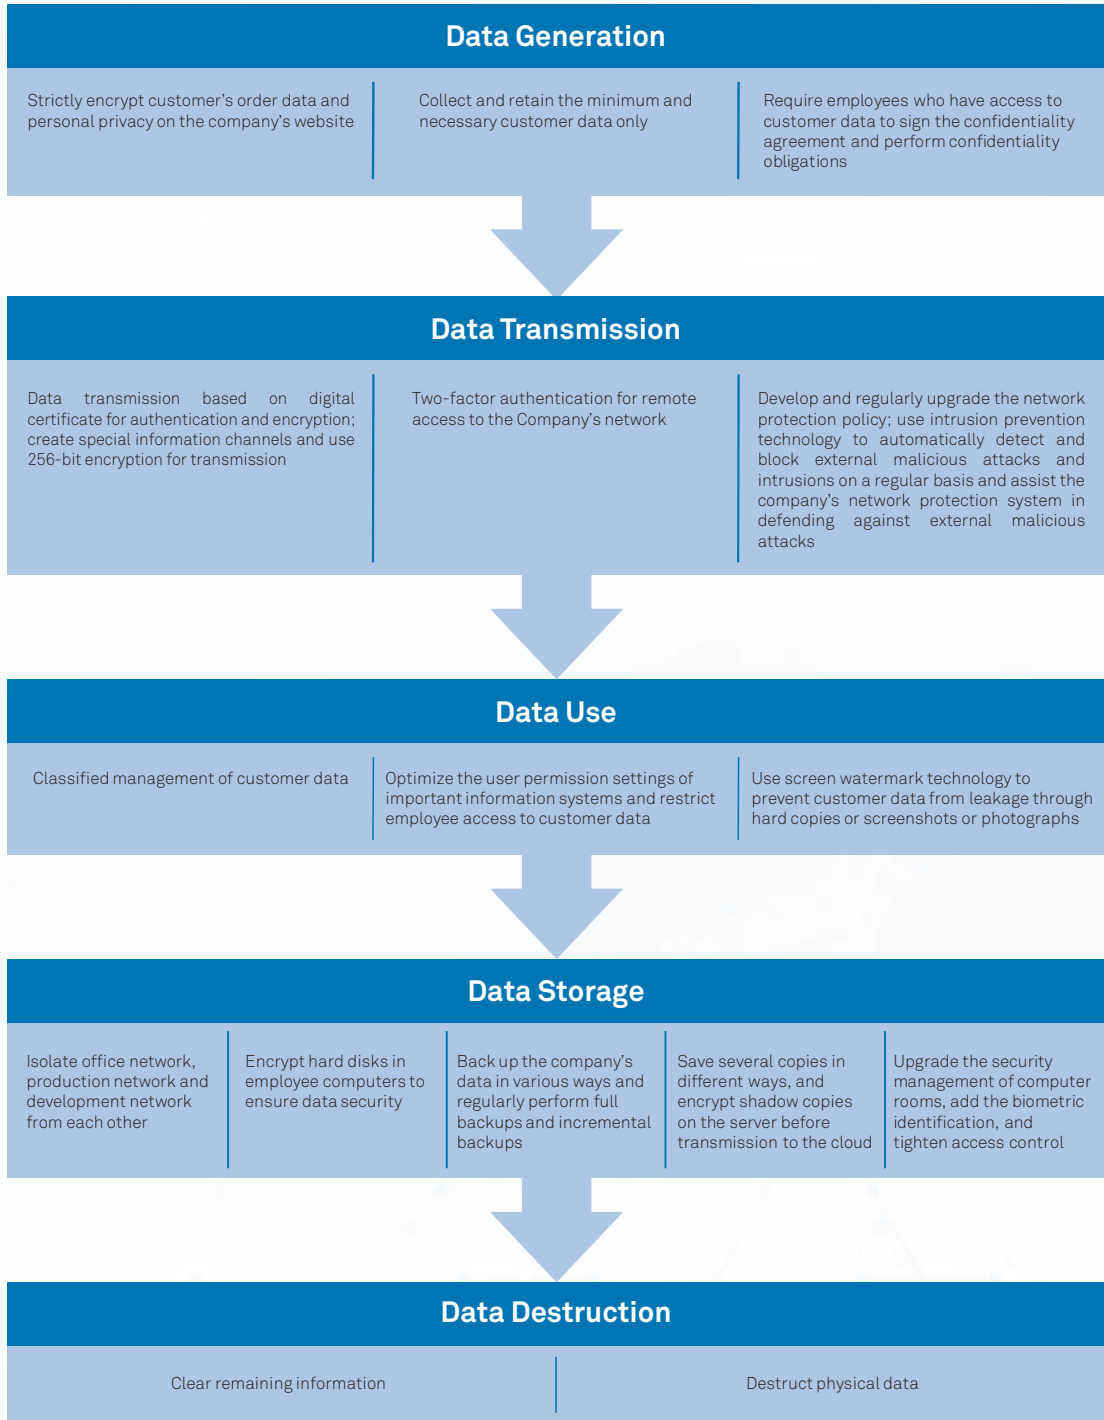 Data Generation
Strictly encrypt customer's order data and
personal privacy on the company's website
Collect and retain the minimum and
necessary customer data only
Require employees who have access to
customer data to sign the confidentiality
agreement and perform confidentiality
obligations
Data Transmission
Data transmission based on digital
certificate for authentication and encryption;
create special information channels and use
256-bit encryption for transmission
Two-factor authentication for remote
access to the Company's network
Develop and regularly upgrade the network
protection policy; use intrusion prevention
technology to automatically detect and
block external malicious attacks and
intrusions on a regular basis and assist the
company's network protection system in
defending against external malicious
attacks
Data Use
Classified management of customer data
Optimize the user permission settings of
important information systems and restrict
employee access to customer data
Use screen watermark technology to
prevent customer data from leakage through
hard copies or screenshots or photographs
Data Storage
Isolate office network,
production network and
development network
from each other
Encrypt hard disks in
employee computers to
ensure data security
Back up the company's
data in various ways and
regularly perform full
backups and incremental
backups
Save several copies in
different ways, and
encrypt shadow copies
on the server before
transmission to the cloud
Upgrade the security
management of computer
rooms, add the biometric
identification, and
tighten access control
Data Destruction
Clear remaining information
Destruct physical data